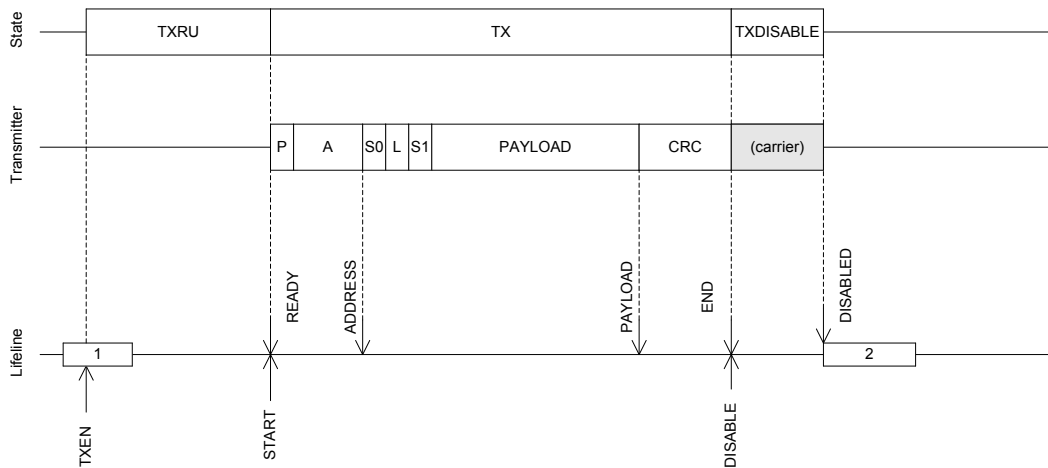 State
TXRU
TX
TXDISABLE
Transmitter
P
A
S0
L
S1
PAYLOAD
CRC
(carrier)
READY
ADDRESS
PAYLOAD
END
DISABLED
Lifeline
1
2
TXEN
START
DISABLE